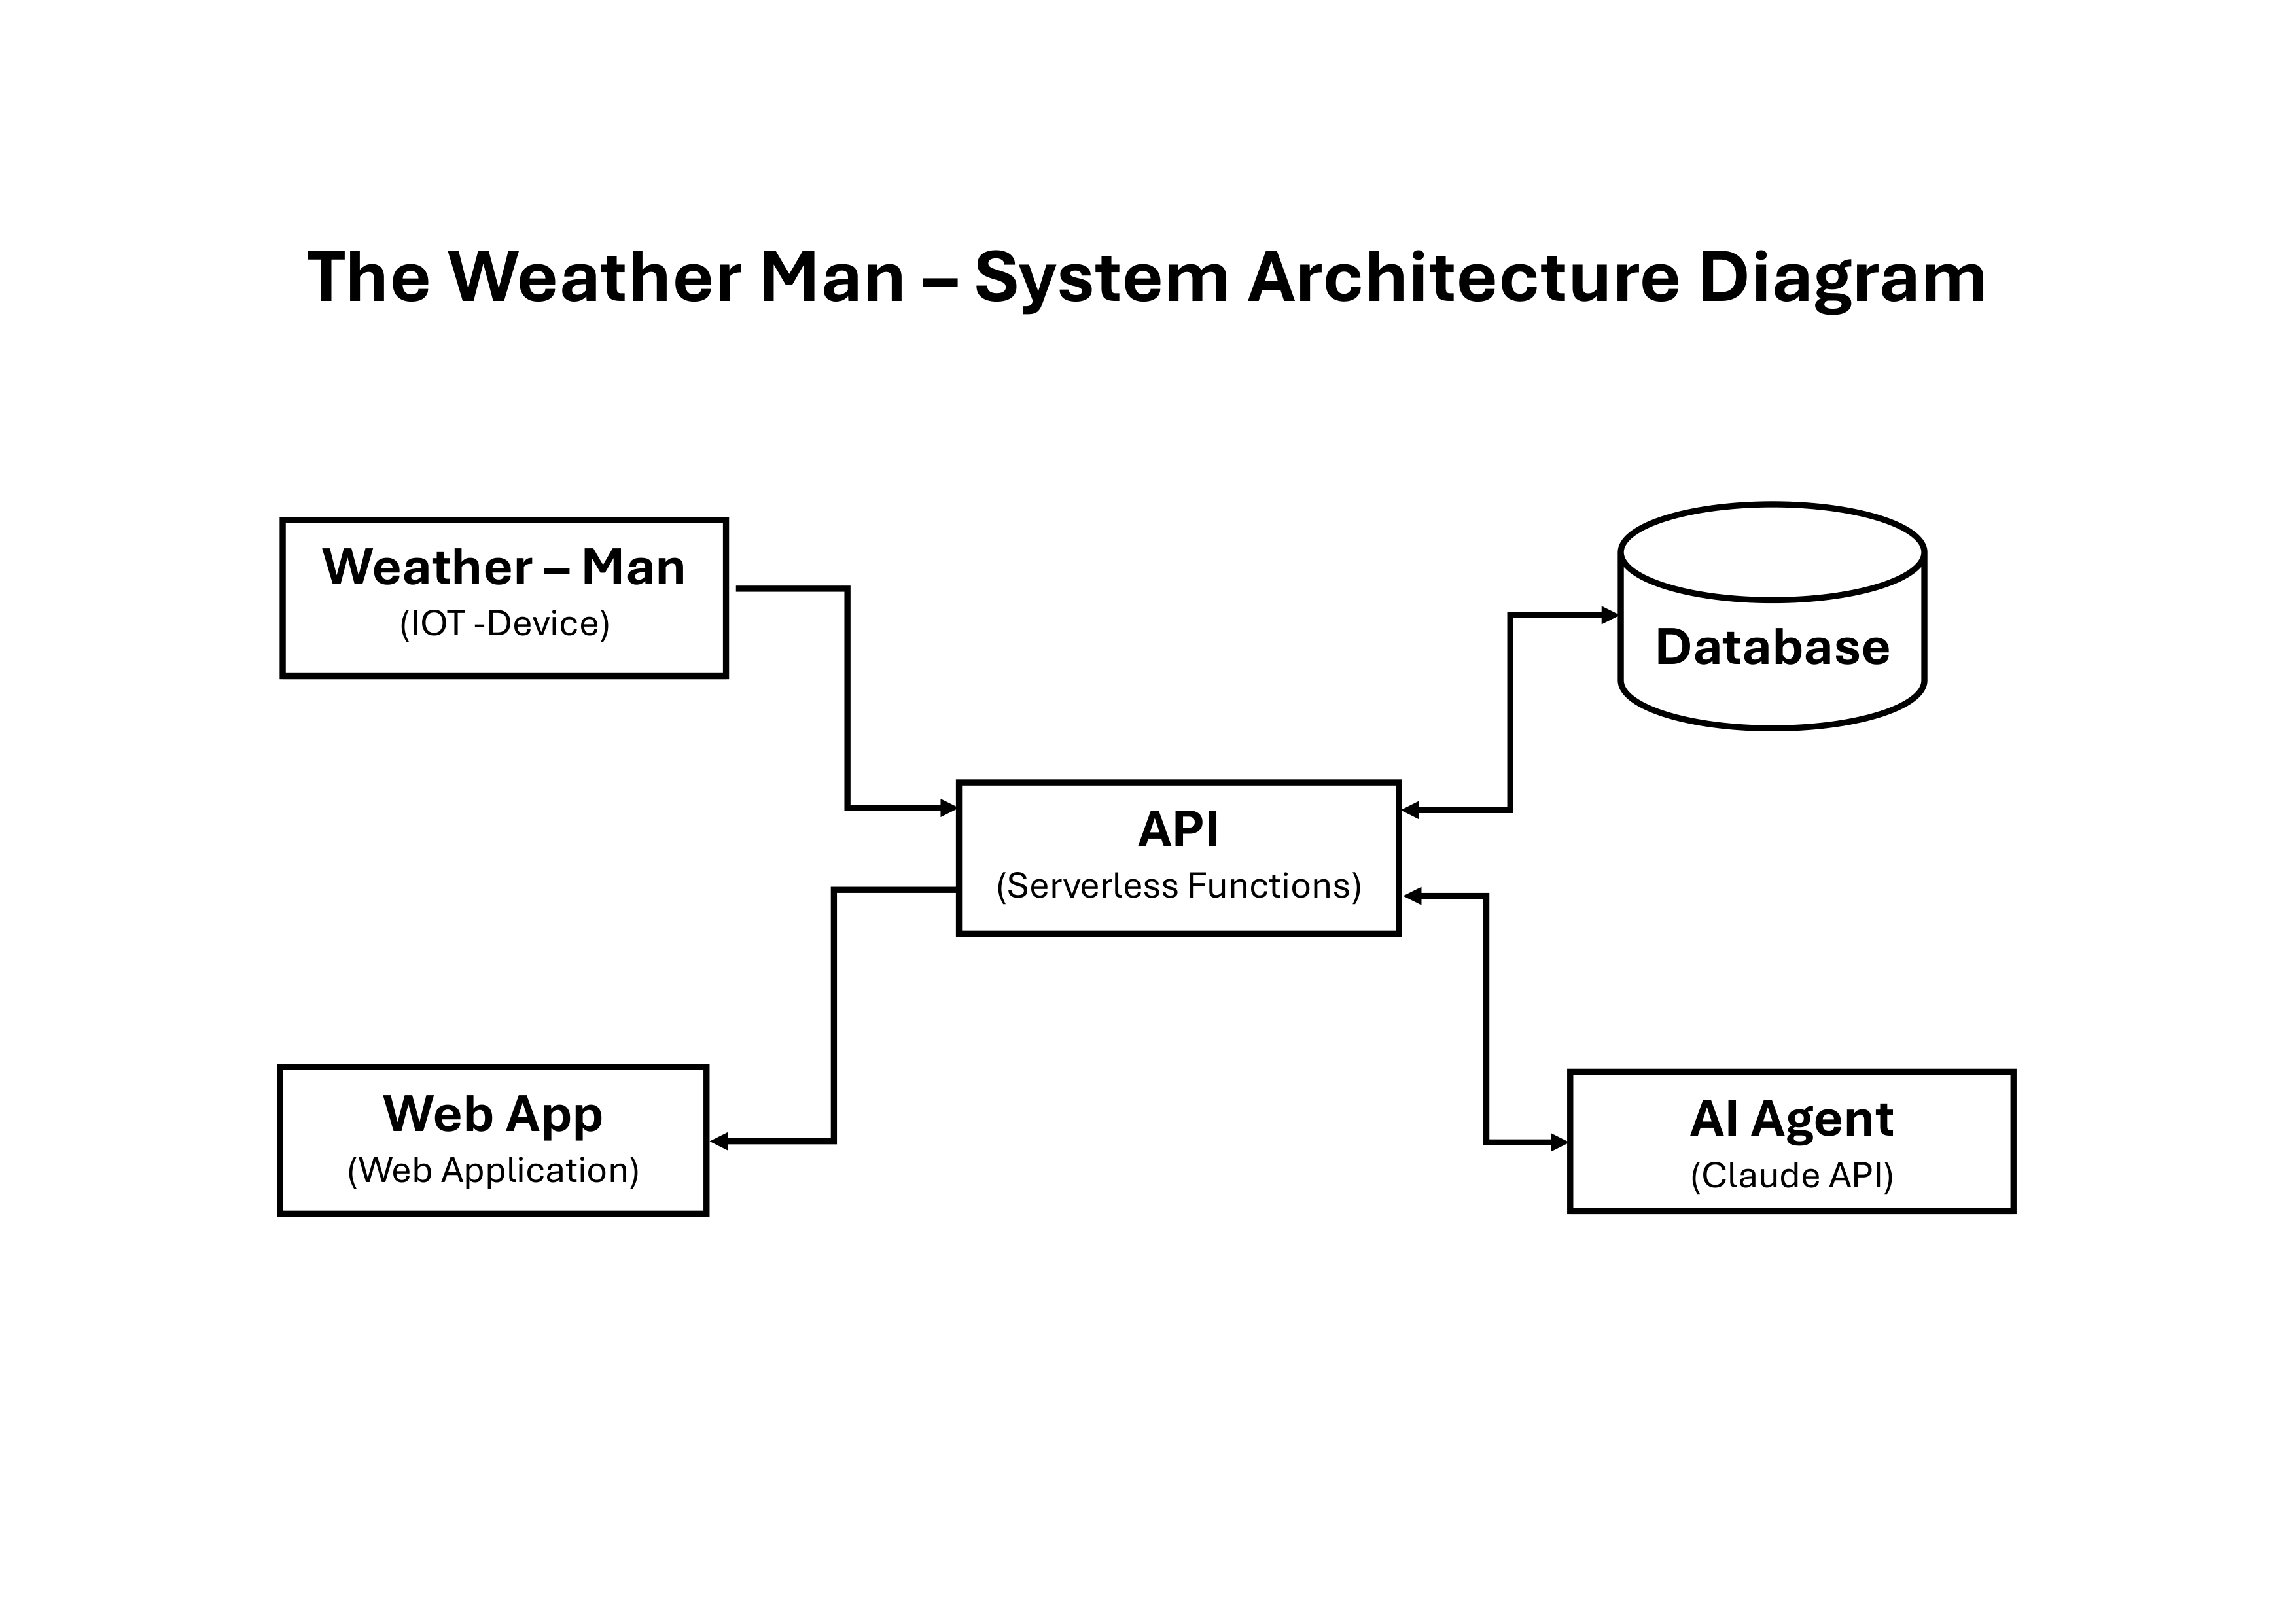 The Weather Man – System Architecture Diagram
Weather – Man
(IOT -Device)
Database
API
(Serverless Functions)
Web App
(Web Application)
AI Agent
(Claude API)